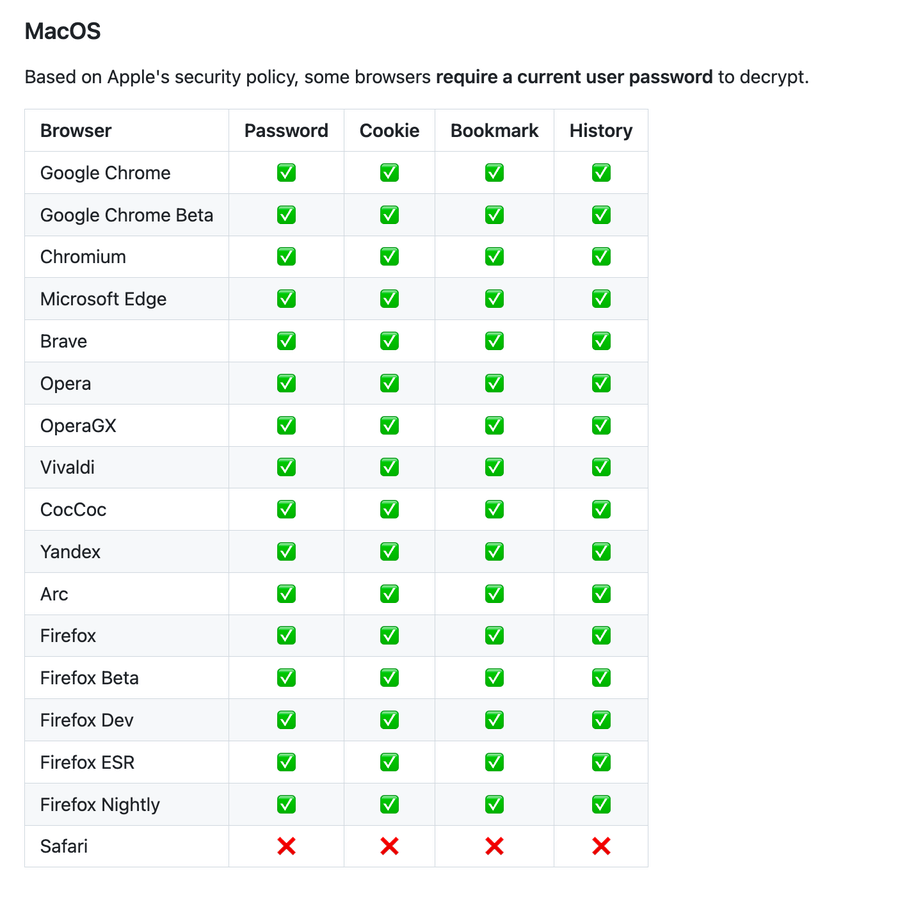 MacOS
Based on Apple's security policy, some browsers require a current user password to decrypt.
Browser Password Cookie Bookmark History
Google Chrome ✅ ✅ ✅ ✅
Google Chrome Beta ✅ ✅ ✅ ✅
Chromium ✅ ✅ ✅ ✅
Microsoft Edge ✅ ✅ ✅ ✅
Brave ✅ ✅ ✅ ✅
Opera ✅ ✅ ✅ ✅
OperaGX ✅ ✅ ✅ ✅
Vivaldi ✅ ✅ ✅ ✅
CocCoc ✅ ✅ ✅ ✅
Yandex ✅ ✅ ✅ ✅
Arc ✅ ✅ ✅ ✅
Firefox ✅ ✅ ✅ ✅
Firefox Beta ✅ ✅ ✅ ✅
Firefox Dev ✅ ✅ ✅ ✅
Firefox ESR ✅ ✅ ✅ ✅
Firefox Nightly ✅ ✅ ✅ ✅
Safari ❌ ❌ ❌ ❌